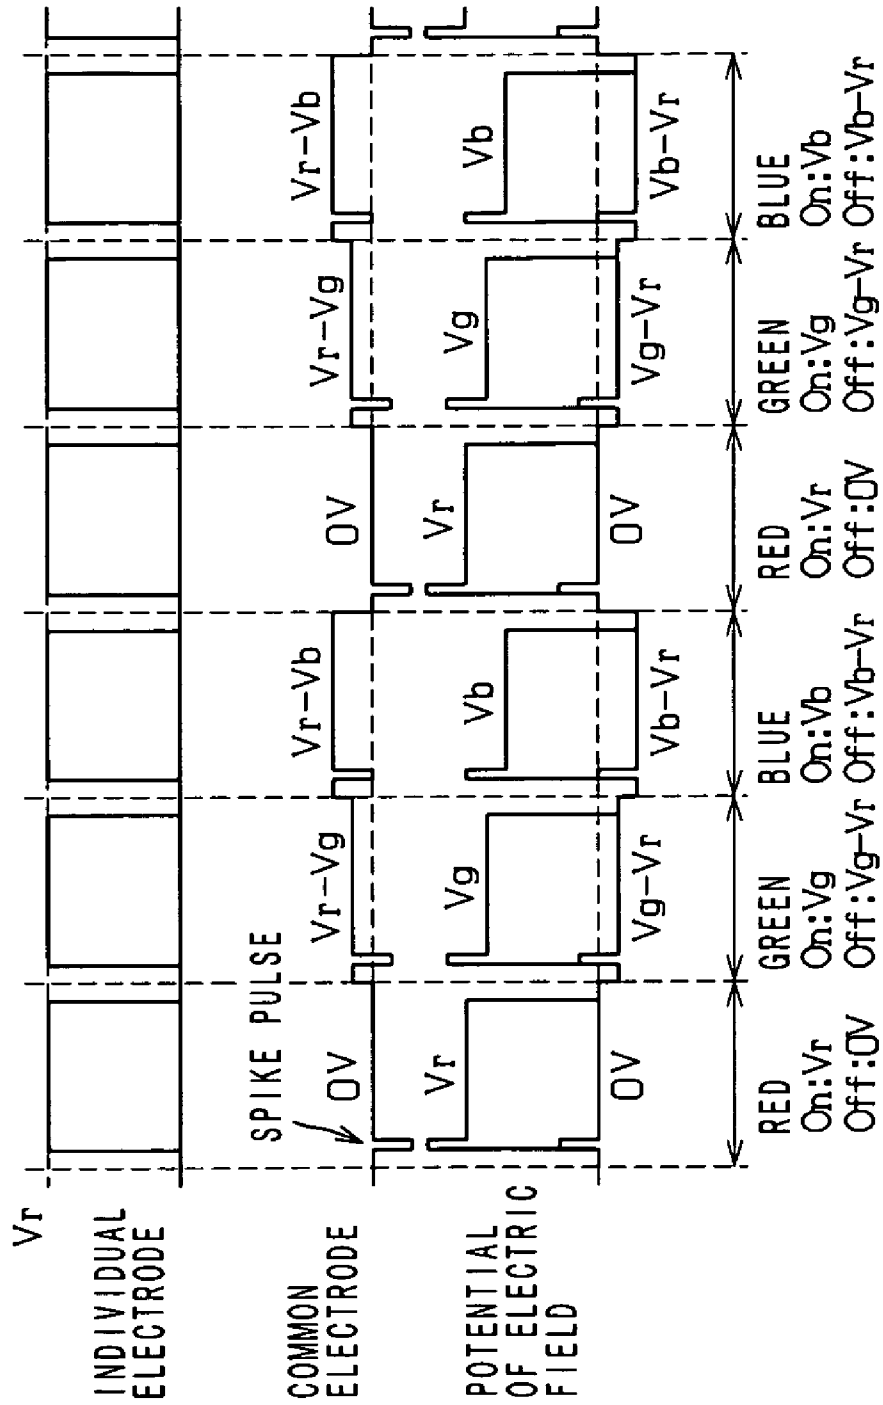 Vr
INDIVIDUAL
ELECTRODE
COMMON
ELECTRODE
SPIKE PULSE
0V
Vr-Vg
Vr-Vb
0V
Vr-Vg
Vr-Vb
POTENTIAL
OF ELECTRIC
FIELD
Vr
Vg
Vb
Vr
Vg
Vb
0V
Vg-Vr
Vb-Vr
0V
Vg-Vr
Vb-Vr
RED
On:Vr
Off:0V
GREEN
On:Vg
Off:Vg-Vr
BLUE
On:Vb
Off:Vb-Vr
RED
On:Vr
Off:0V
GREEN
On:Vg
Off:Vg-Vr
BLUE
On:Vb
Off:Vb-Vr